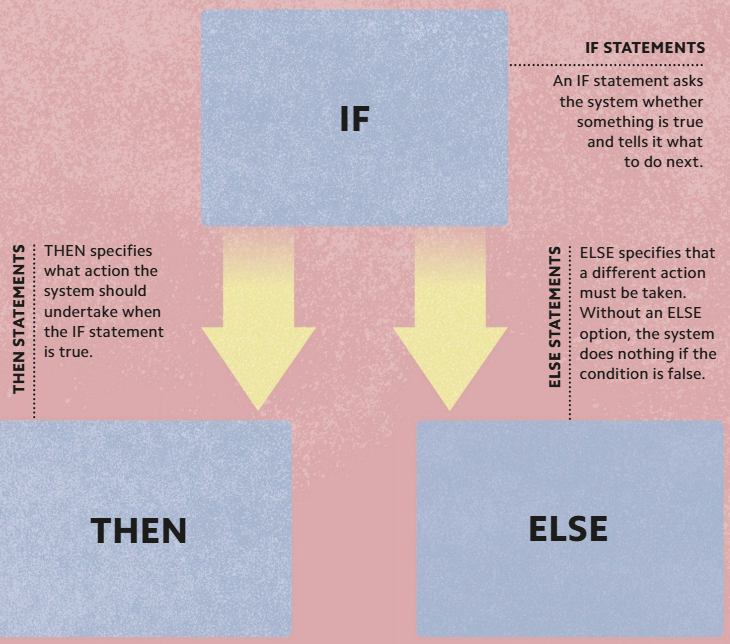 IF
IF STATEMENTS
An IF statement asks
the system whether
something is true
and tells it what
to do next.
THEN STATEMENTS
THEN specifies
what action the
system should
undertake when
the IF statement
is true.
ELSE STATEMENTS
ELSE specifies that
a different action
must be taken.
Without an ELSE
option, the system
does nothing if the
condition is false.
THEN
ELSE